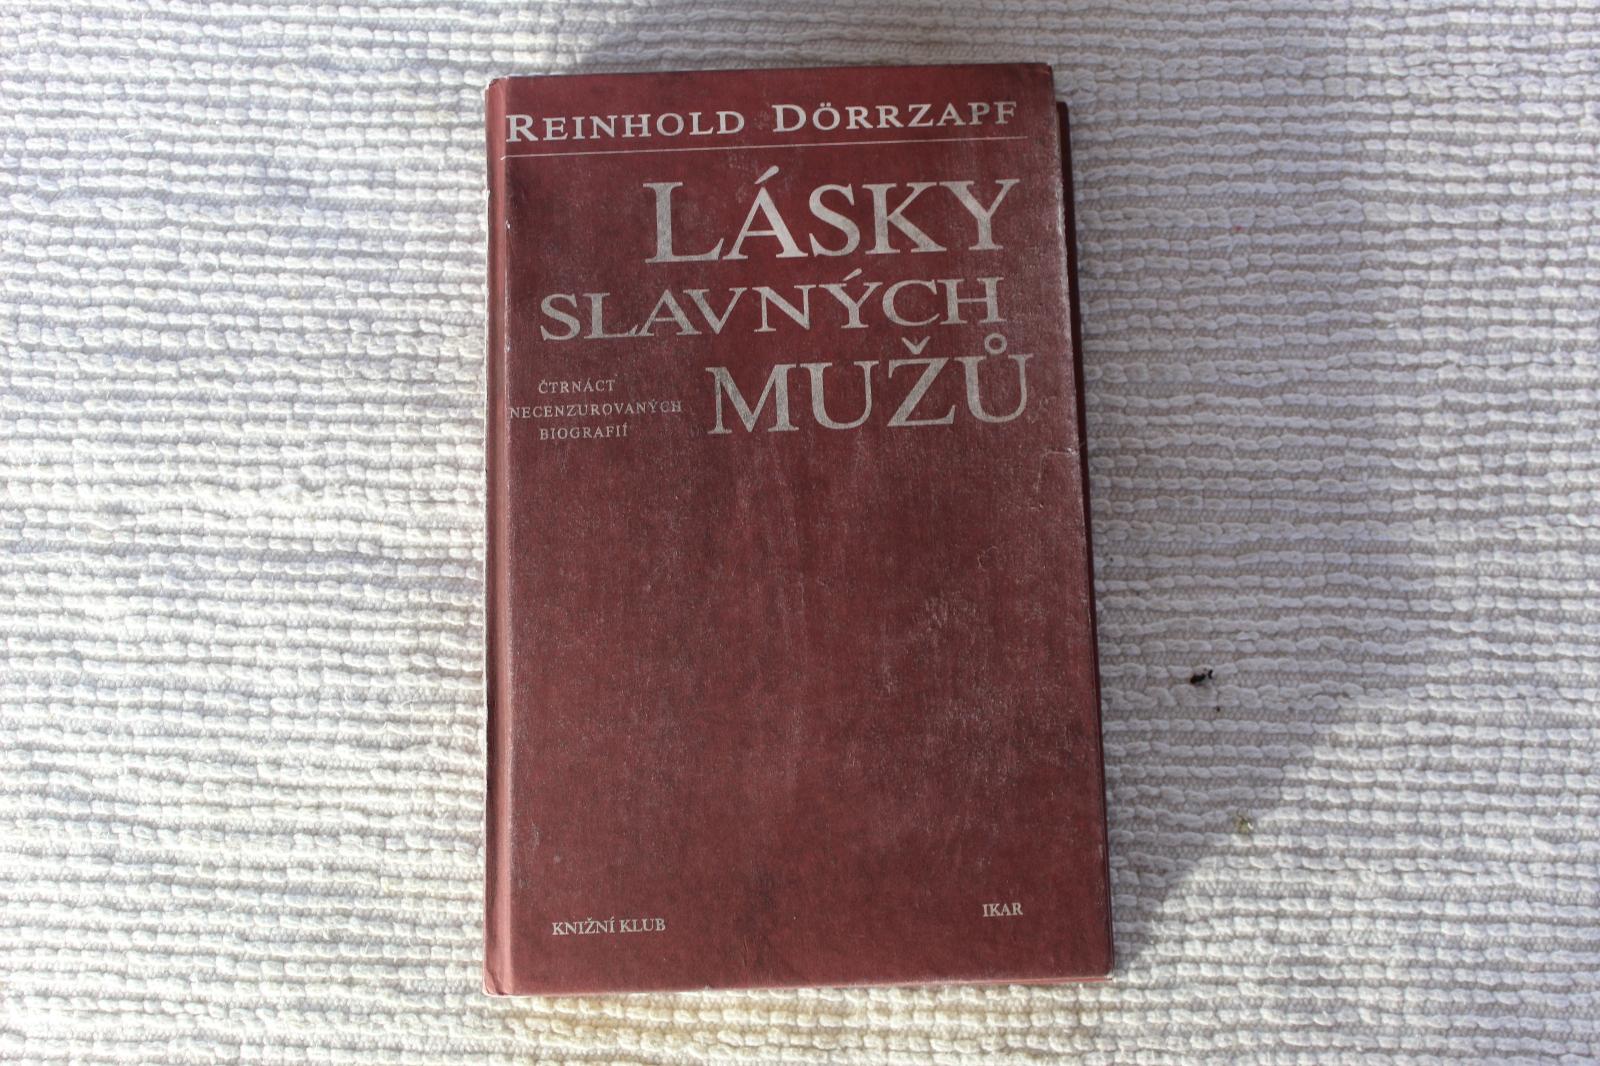 REINHOLD DÖRRZAPF
LÁSKY
SLAVNÝCH
MUŽŮ
ČTRNÁCT
NECENZUROVANÝCH
BIOGRAFIÍ
KNIŽNÍ KLUB
IKAR